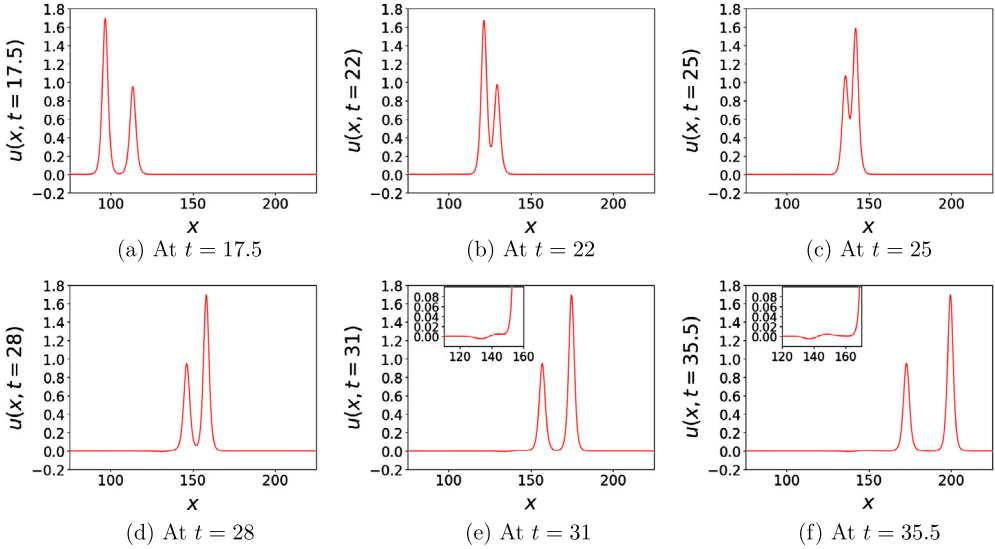 u(x, t = 17.5)
1.8
1.6
1.4
1.2
1.0
0.8
0.6
0.4
0.2
0.0
−0.2
100 150 200
x
(a) At t = 17.5
u(x, t = 22)
1.8
1.6
1.4
1.2
1.0
0.8
0.6
0.4
0.2
0.0
−0.2
100 150 200
x
(b) At t = 22
u(x, t = 25)
1.8
1.6
1.4
1.2
1.0
0.8
0.6
0.4
0.2
0.0
−0.2
100 150 200
x
(c) At t = 25
u(x, t = 28)
1.8
1.6
1.4
1.2
1.0
0.8
0.6
0.4
0.2
0.0
−0.2
100 150 200
x
(d) At t = 28
u(x, t = 31)
1.8
1.6
1.4
1.2
1.0
0.8
0.6
0.4
0.2
0.0
−0.2
0.08
0.06
0.04
0.02
0.00
120 140 160
100 150 200
x
(e) At t = 31
u(x, t = 35.5)
1.8
1.6
1.4
1.2
1.0
0.8
0.6
0.4
0.2
0.0
−0.2
0.08
0.06
0.04
0.02
0.00
120 140 160
100 150 200
x
(f) At t = 35.5